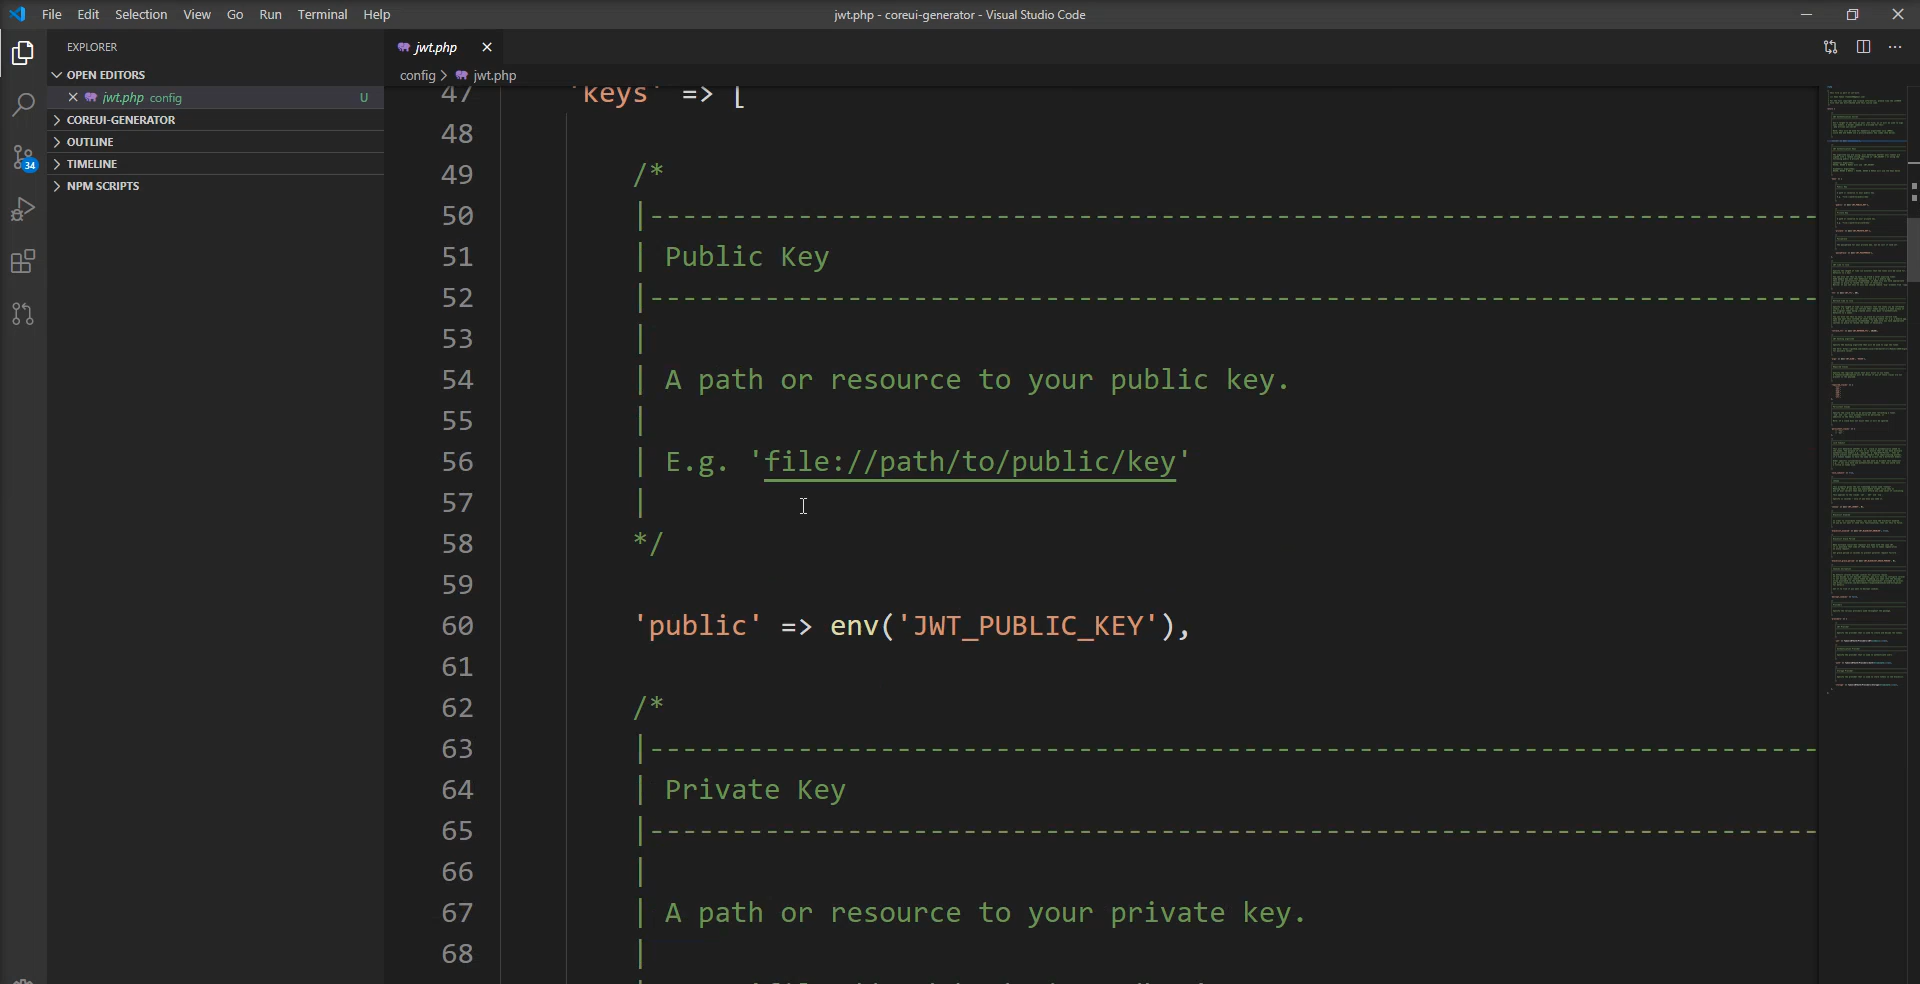 File Edit Selection View Go Run Terminal Help
jwt.php - coreui-generator - Visual Studio Code
EXPLORER
OPEN EDITORS
jwt.php config U
COREUI-GENERATOR
OUTLINE
TIMELINE
NPM SCRIPTS
34
jwt.php
config > jwt.php
47 'keys' => [
48
49 /*
50 |-----------------------------------------------------------------------
51 | Public Key
52 |-----------------------------------------------------------------------
53 |
54 | A path or resource to your public key.
55 |
56 | E.g. 'file://path/to/public/key'
57 |
58 */
59
60 'public' => env('JWT_PUBLIC_KEY'),
61
62 /*
63 |-----------------------------------------------------------------------
64 | Private Key
65 |-----------------------------------------------------------------------
66 |
67 | A path or resource to your private key.
68 |